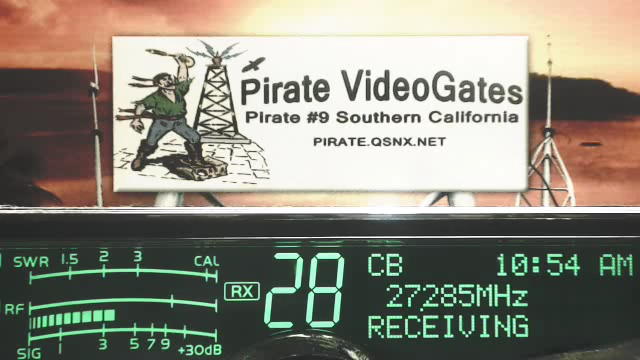 Pirate VideoGates
Pirate #9 Southern California
PIRATE.QSNX.NET
SWR 1.5 2 3 CAL
RF
SIG 1 3 5 7 9 +30dB
RX
28
CB 10:54 AM
27285MHz
RECEIVING